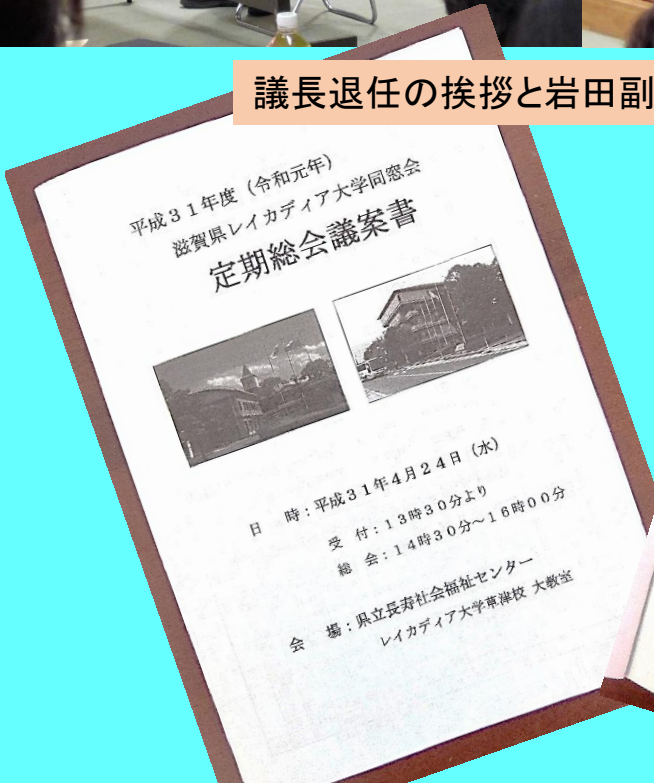 議長退任の挨拶と岩田副
平成31年度（令和元年）
滋賀県レイカディア大学同窓会
定期総会議案書
日　時：平成31年4月24日（水）
受　付：13時30分より
総　会：14時30分～16時00分
会　場：県立長寿社会福祉センター
レイカディア大学草津校 大教室